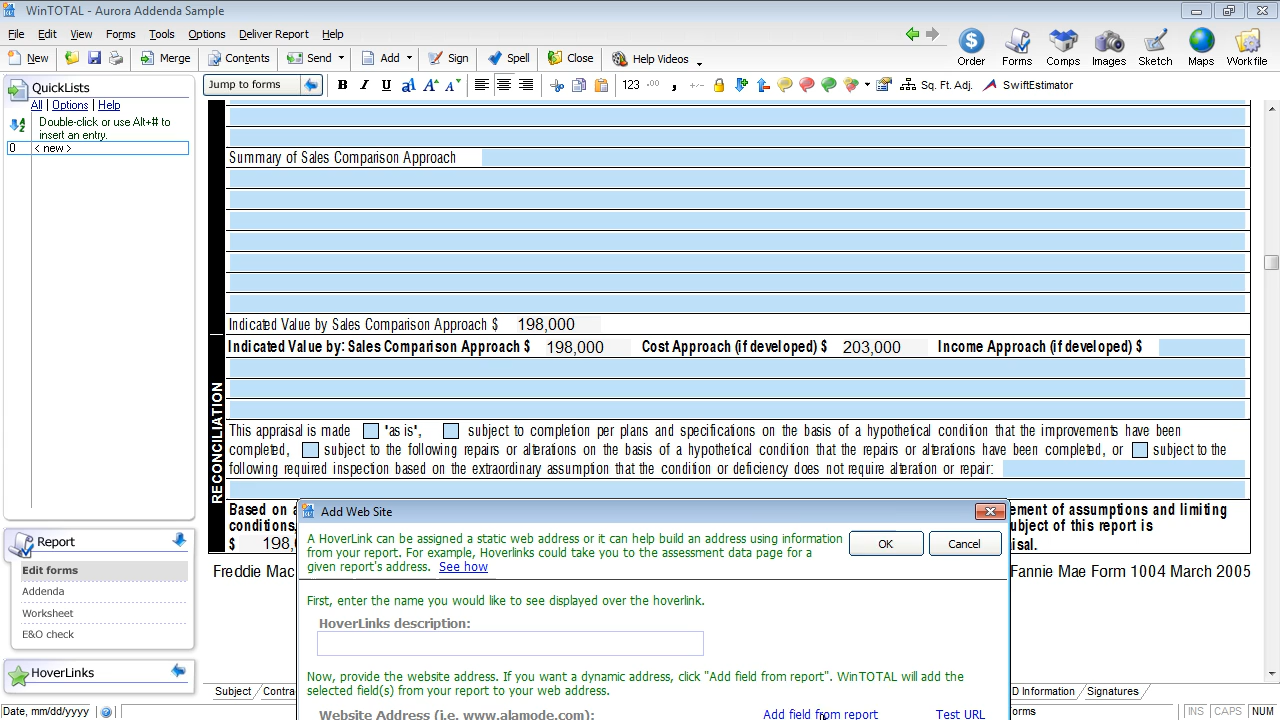 WinTOTAL - Aurora Addenda Sample
File Edit View Forms Tools Options Deliver Report Help
New Merge Contents Send Add Sign Spell Close Help Videos
Order Forms Comps Images Sketch Maps Workfile
QuickLists
All | Options | Help
Double-click or use Alt+# to
insert an entry.
0 < new >
Jump to forms B I U aA A A 123 .00 , +- Sq. Ft. Adj. SwiftEstimator
Summary of Sales Comparison Approach
Indicated Value by Sales Comparison Approach $ 198,000
Indicated Value by: Sales Comparison Approach $ 198,000 Cost Approach (if developed) $ 203,000 Income Approach (if developed) $
RECONCILIATION
This appraisal is made "as is", subject to completion per plans and specifications on the basis of a hypothetical condition that the improvements have been
completed, subject to the following repairs or alterations on the basis of a hypothetical condition that the repairs or alterations have been completed, or subject to the
following required inspection based on the extraordinary assumption that the condition or deficiency does not require alteration or repair:
Based on a
ement of assumptions and limiting
conditions,
ubject of this report is
$ 198,
isal.
Freddie Mac
Fannie Mae Form 1004 March 2005
Add Web Site
A HoverLink can be assigned a static web address or it can help build an address using information
from your report. For example, Hoverlinks could take you to the assessment data page for a
given report's address. See how
OK Cancel
First, enter the name you would like to see displayed over the hoverlink.
HoverLinks description:
Now, provide the website address. If you want a dynamic address, click "Add field from report". WinTOTAL will add the
selected field(s) from your report to your web address.
Website Address (i.e. www.alamode.com): Add field from report Test URL
Report
Edit forms
Addenda
Worksheet
E&O check
HoverLinks
Subject Contra D Information Signatures
Date, mm/dd/yyyy orms INS CAPS NUM